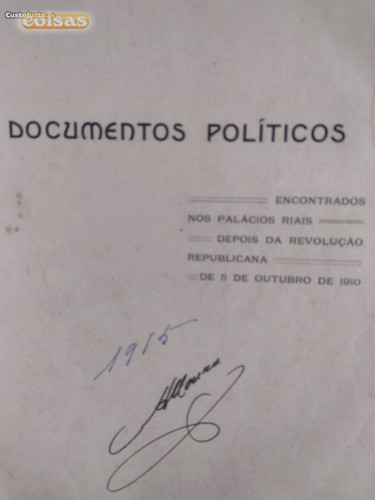 CustoJusto
coisas
DOCUMENTOS POLÍTICOS
ENCONTRADOS
NOS PALÁCIOS RIAIS
DEPOIS DA REVOLUÇÃO
REPUBLICANA
DE 5 DE OUTUBRO DE 1910
1915